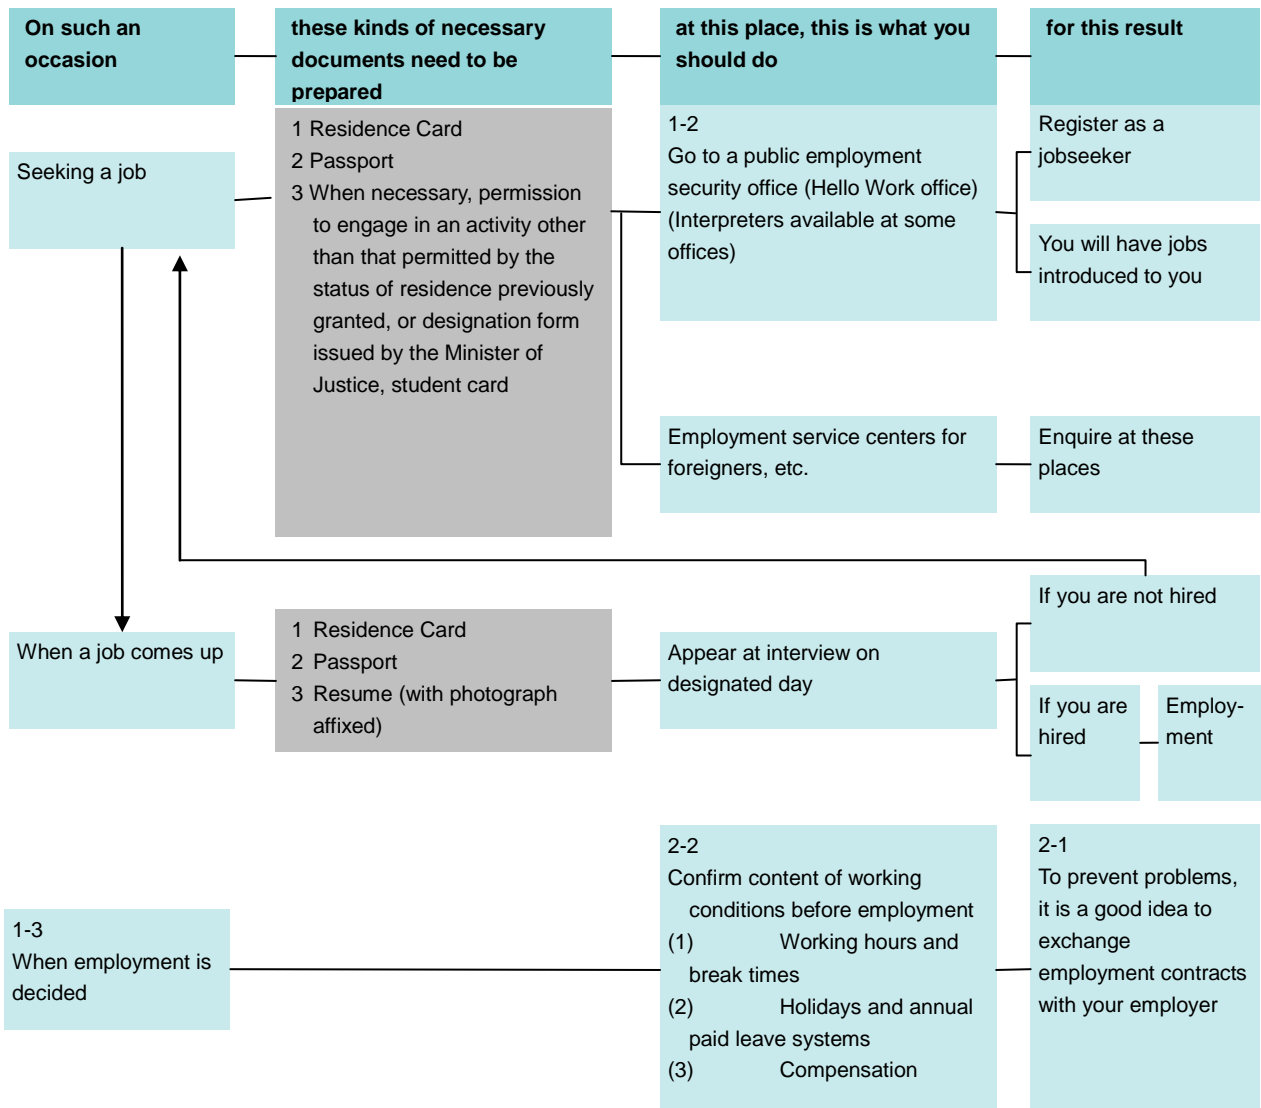 On such an
occasion
these kinds of necessary
documents need to be
prepared
at this place, this is what you
should do
for this result
Seeking a job
1 Residence Card
2 Passport
3 When necessary, permission
to engage in an activity other
than that permitted by the
status of residence previously
granted, or designation form
issued by the Minister of
Justice, student card
1-2
Go to a public employment
security office (Hello Work office)
(Interpreters available at some
offices)
Register as a
jobseeker
You will have jobs
introduced to you
Employment service centers for
foreigners, etc.
Enquire at these
places
When a job comes up
1 Residence Card
2 Passport
3 Resume (with photograph
affixed)
Appear at interview on
designated day
If you are not hired
If you are
hired
Employ-
ment
1-3
When employment is
decided
2-2
Confirm content of working
conditions before employment
(1) Working hours and
break times
(2) Holidays and annual
paid leave systems
(3) Compensation
2-1
To prevent problems,
it is a good idea to
exchange
employment contracts
with your employer